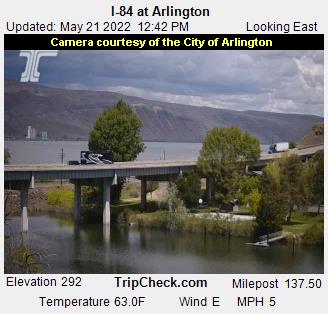 I-84 at Arlington
Updated: May 21 2022 12:42 PM Looking East
Camera courtesy of the City of Arlington
Elevation 292 TripCheck.com Milepost 137.50
Temperature 63.0F Wind E MPH 5